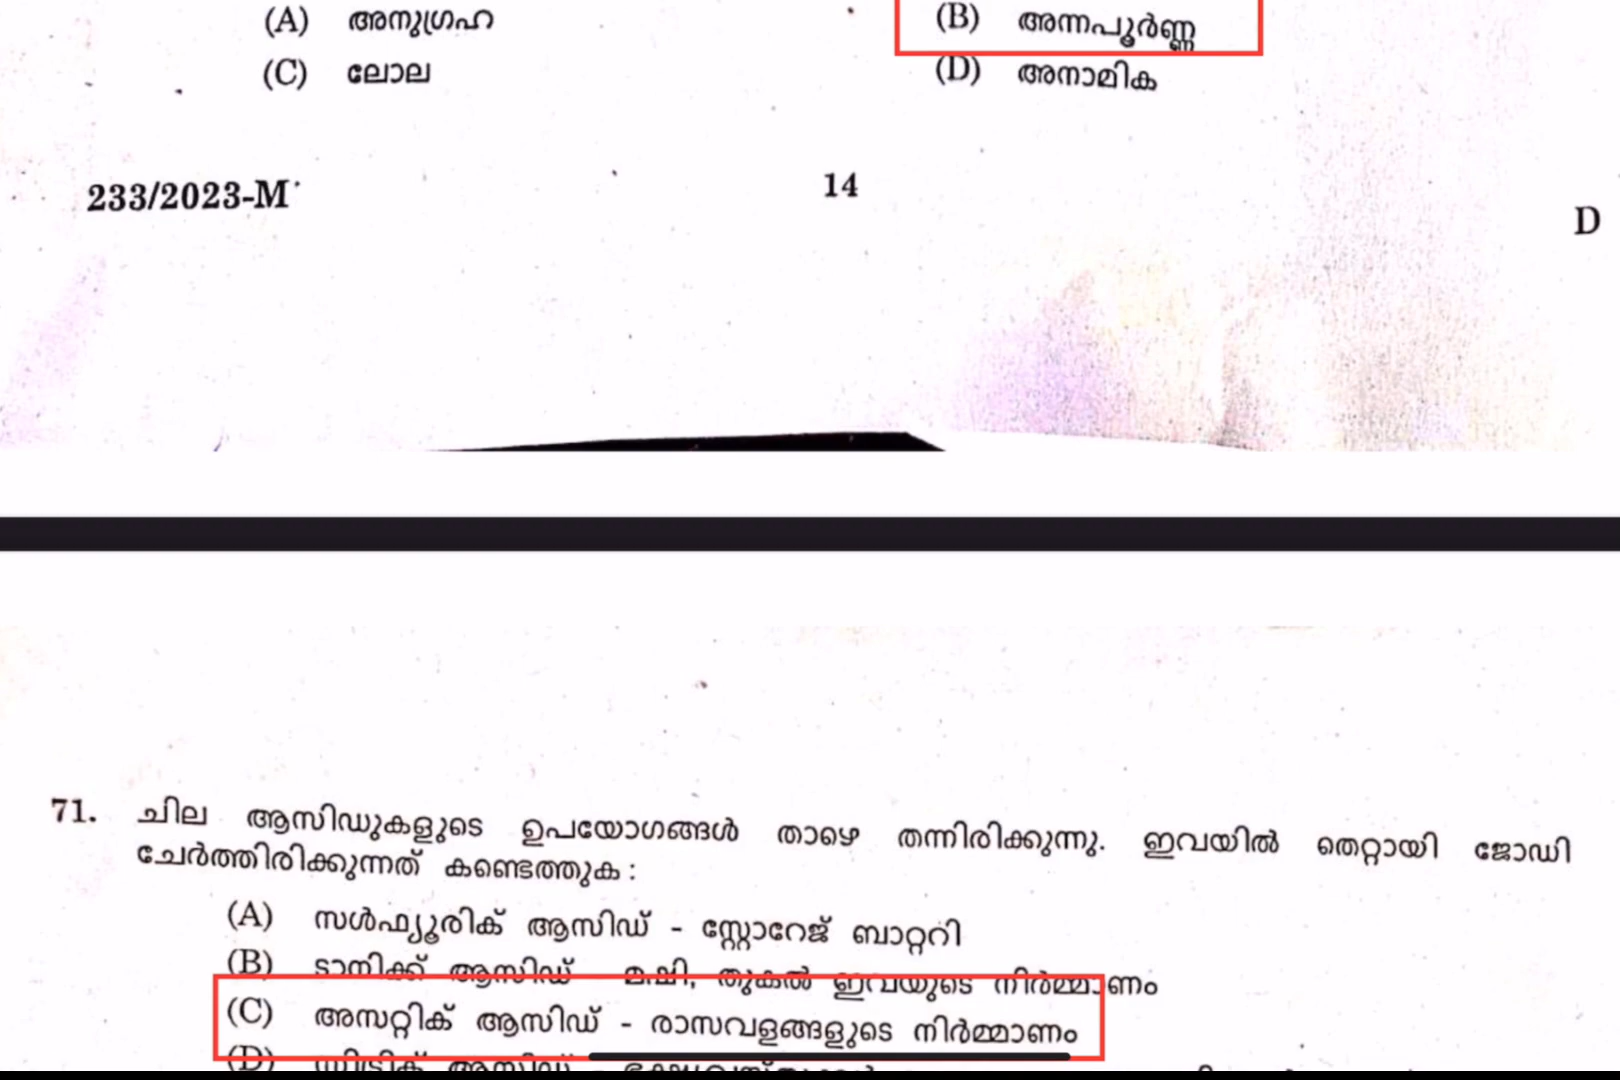 (A) അനുഗ്രഹ (B) അന്നപൂർണ്ണ
(C) ലോല (D) അനാമിക
233/2023-M 14 D
71. ചില ആസിഡുകളുടെ ഉപയോഗങ്ങൾ താഴെ തന്നിരിക്കുന്നു. ഇവയിൽ തെറ്റായി ജോഡി
ചേർത്തിരിക്കുന്നത് കണ്ടെത്തുക :
(A) സൾഫ്യൂരിക് ആസിഡ് - സ്റ്റോറേജ് ബാറ്ററി
(B) ടാനിക്ക് ആസിഡ് മഷി, തുകൽ ഇവയുടെ നിർമ്മാണം
(C) അസറ്റിക് ആസിഡ് - രാസവളങ്ങളുടെ നിർമ്മാണം
(D) സിട്രിക് ആസിഡ്